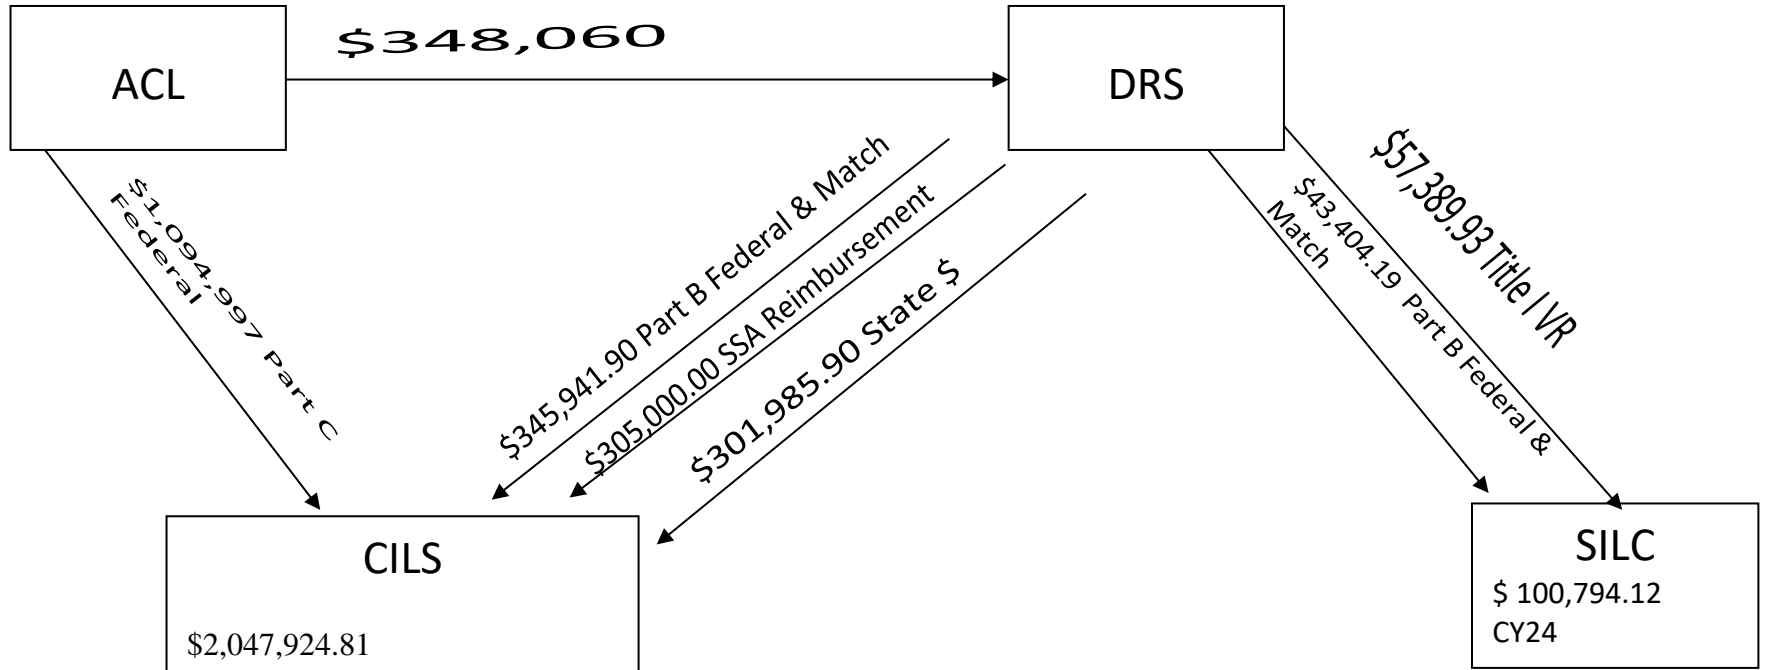 ACL
$348,060
DRS
$1,094,997 Part C
Federal
$345,941.90 Part B Federal & Match
$305,000.00 SSA Reimbursement
$301,985.90 State $
$43,404.19 Part B Federal &
Match
$57,389.93 Tittle I VR
CILS
$2,047,924.81
SILC
$ 100,794.12
CY24